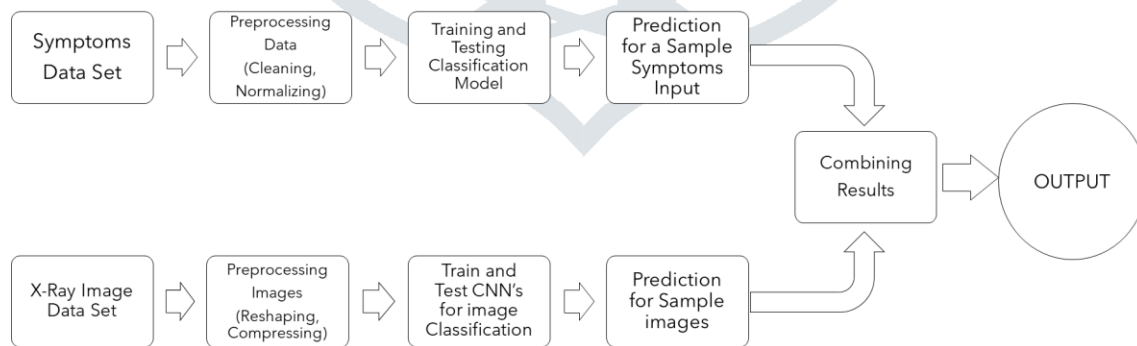 Symptoms
Data Set
Preprocessing
Data
(Cleaning,
Normalizing)
Training and
Testing
Classification
Model
Prediction
for a Sample
Symptoms
Input
Combining
Results
OUTPUT
X-Ray Image
Data Set
Preprocessing
Images
(Reshaping,
Compressing)
Train and
Test CNN's
for image
Classification
Prediction
for Sample
images